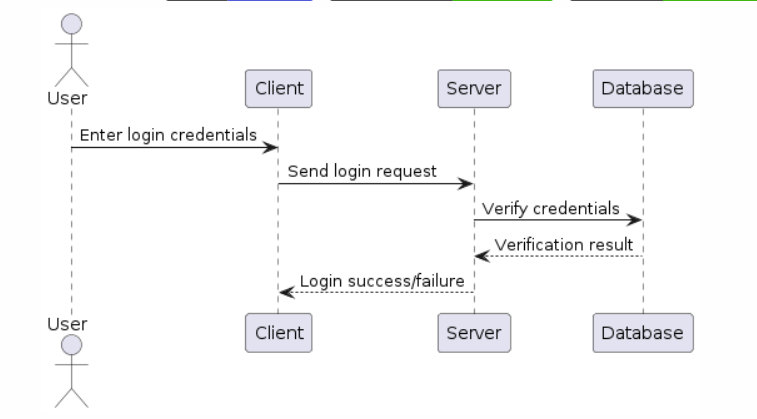 User
Client
Server
Database
Enter login credentials
Send login request
Verify credentials
Verification result
Login success/failure
User
Client
Server
Database